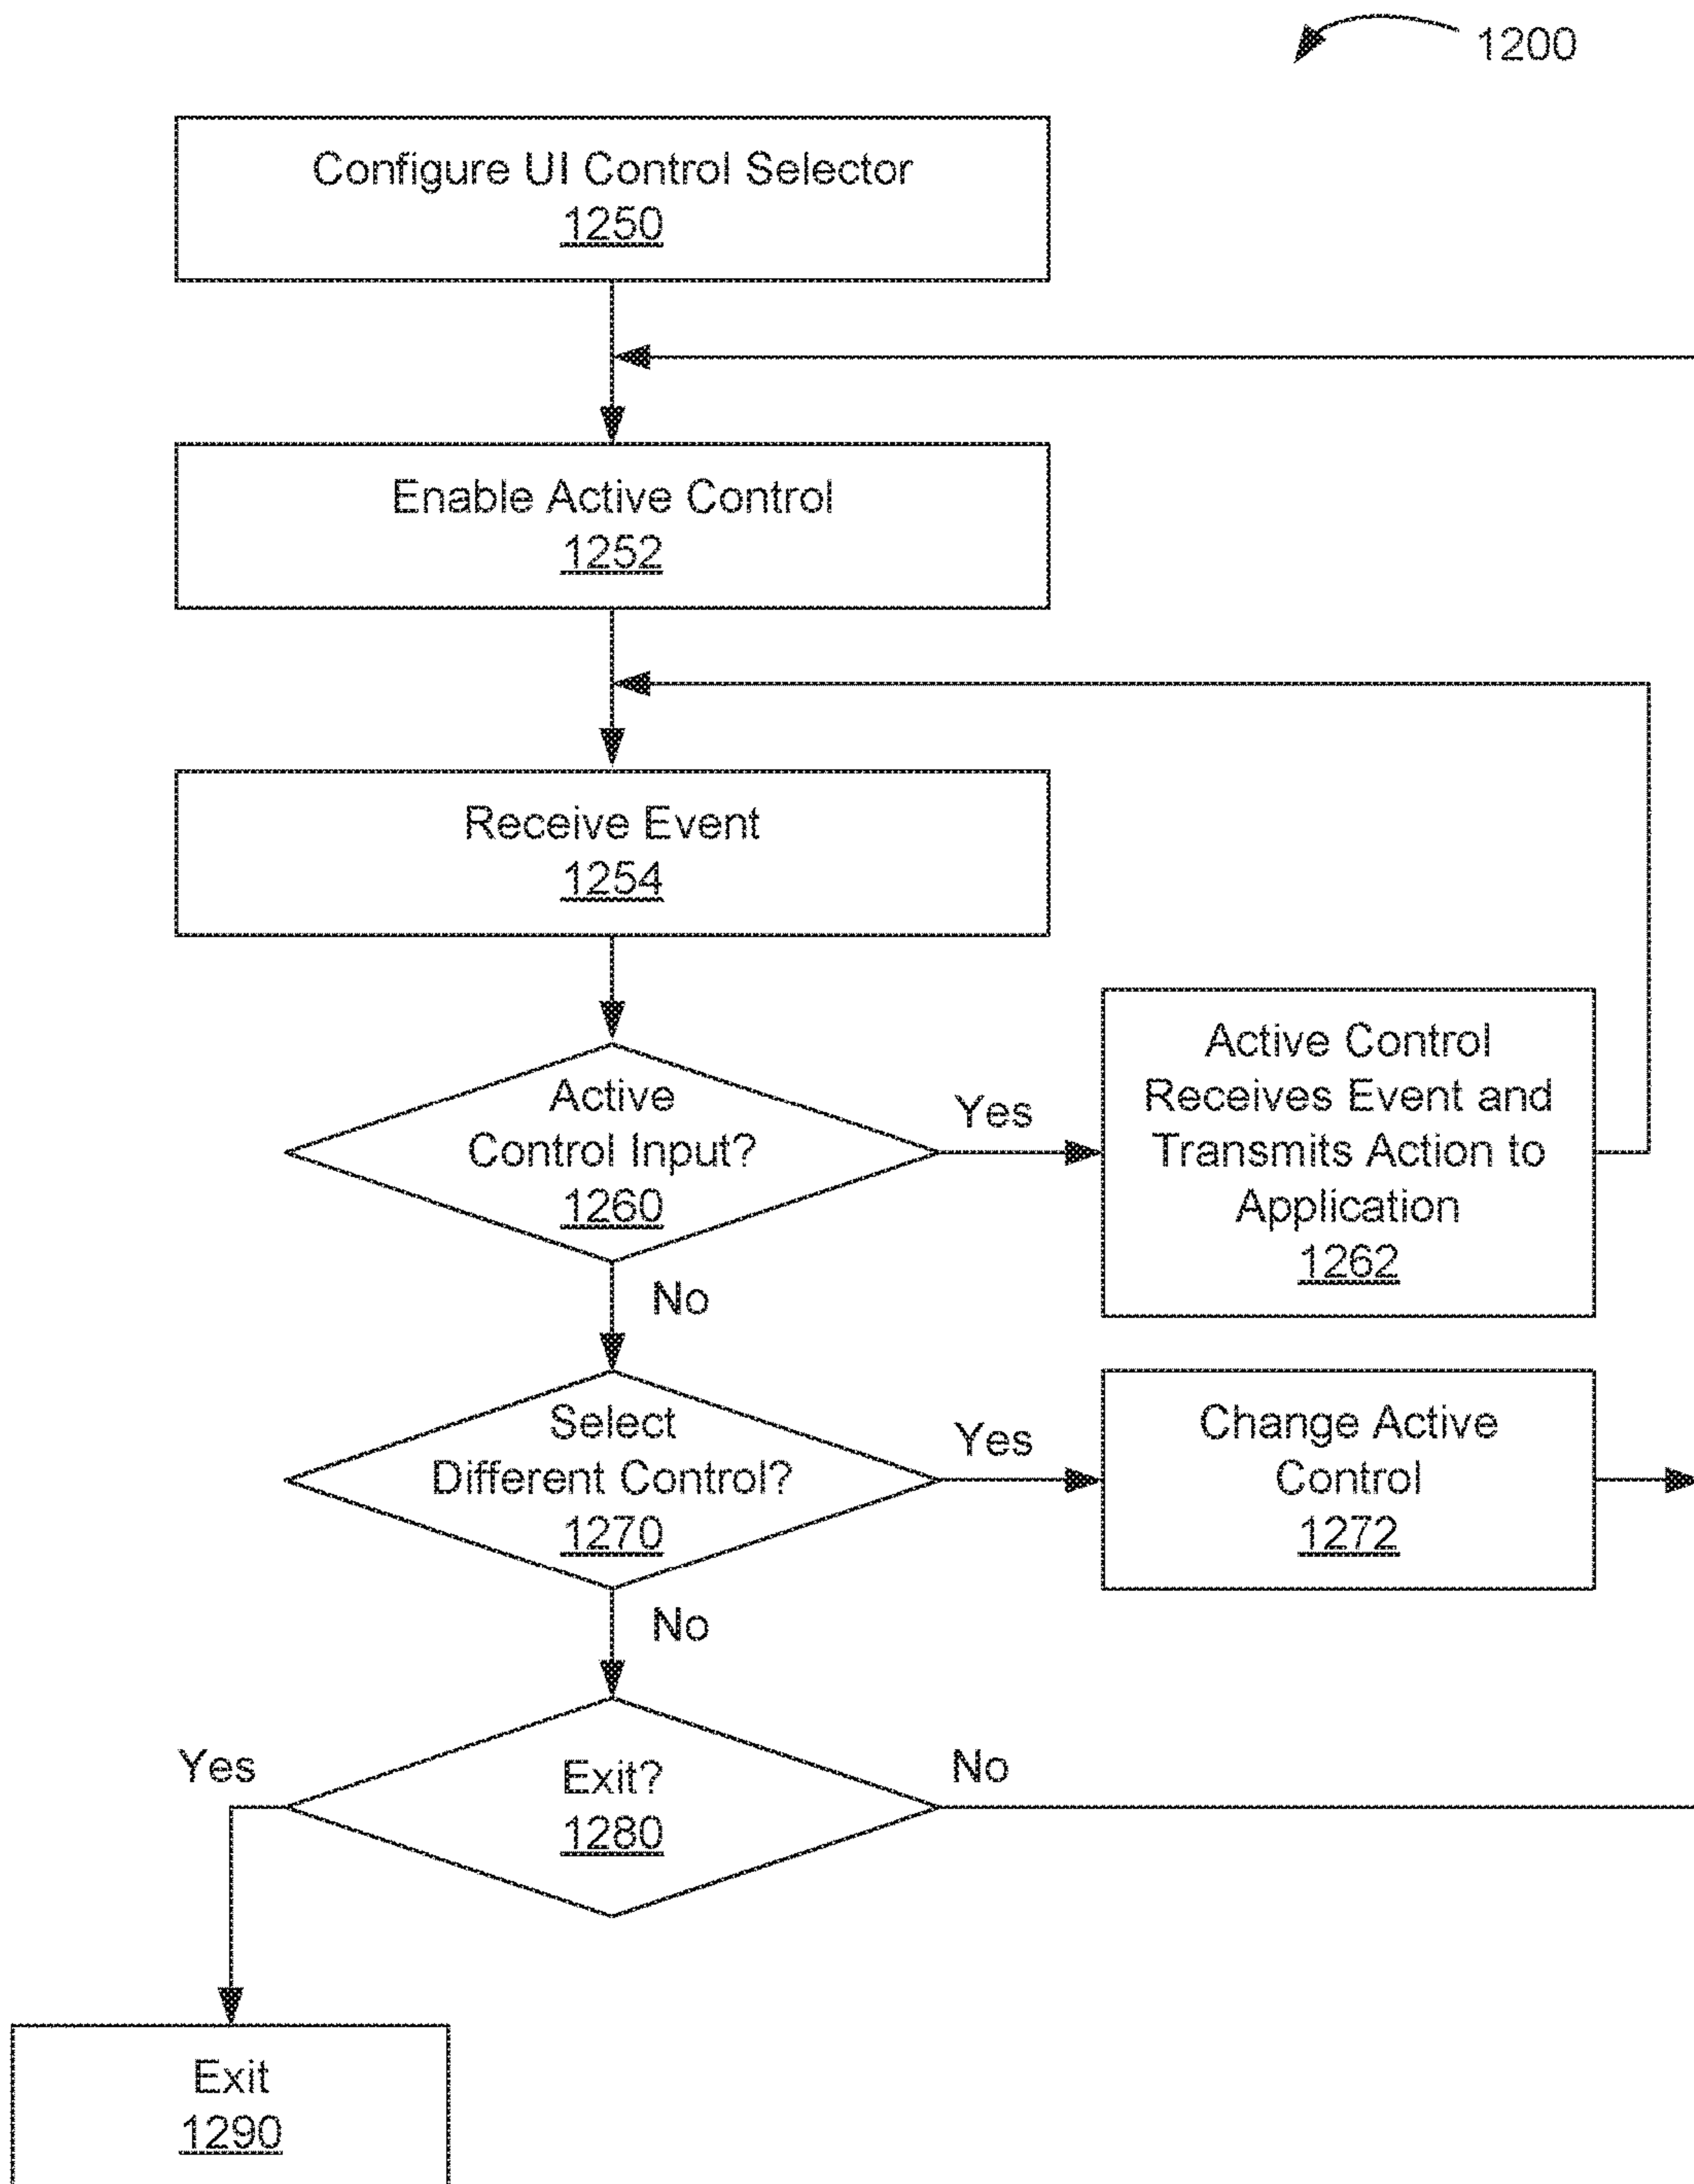 1200
Configure UI Control Selector
1250
Enable Active Control
1252
Receive Event
1254
Active
Control Input?
1260
Yes
Active Control
Receives Event and
Transmits Action to
Application
1262
No
Select
Different Control?
1270
Yes
Change Active
Control
1272
No
Exit?
1280
Yes
No
Exit
1290